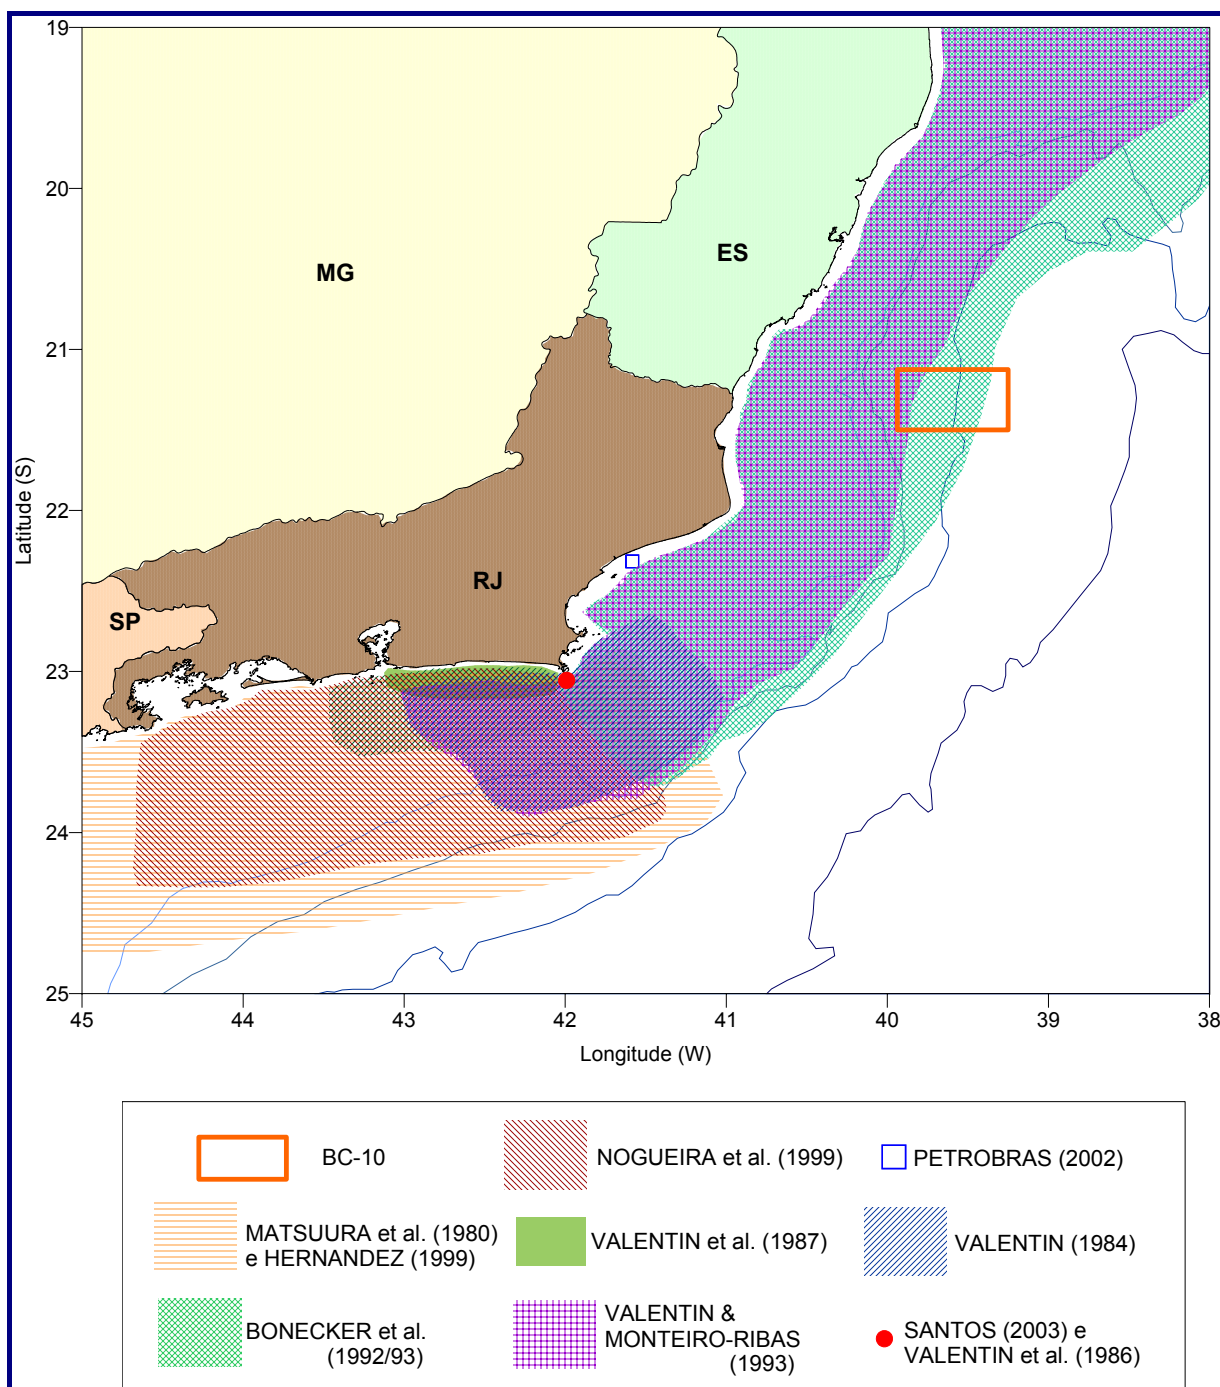 19
20
21
22
23
24
25
Latitude (S)
MG
ES
RJ
SP
45
44
43
42
41
40
39
38
Longitude (W)
BC-10
NOGUEIRA et al. (1999)
PETROBRAS (2002)
MATSUURA et al. (1980)
e HERNANDEZ (1999)
VALENTIN et al. (1987)
VALENTIN (1984)
BONECKER et al.
(1992/93)
VALENTIN &
MONTEIRO-RIBAS
(1993)
SANTOS (2003) e
VALENTIN et al. (1986)